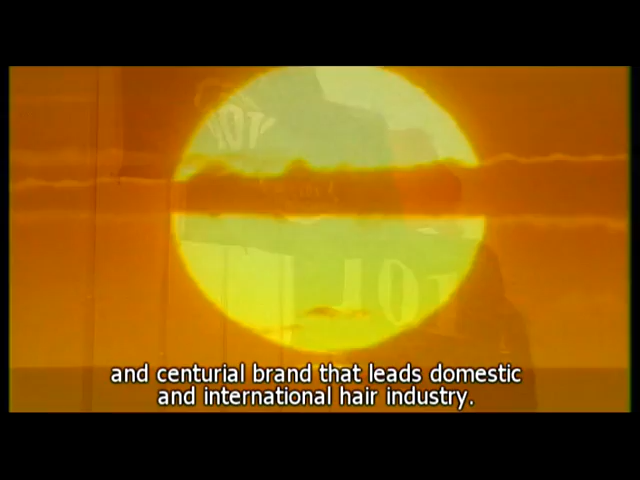 and centurial brand that leads domestic
and international hair industry.